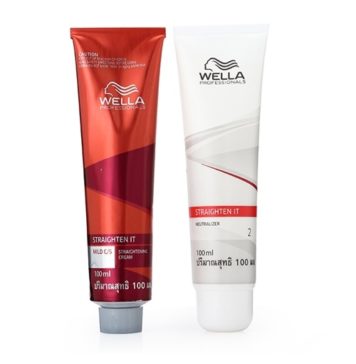 CAUTION
WELLA
PROFESSIONALS
STRAIGHTEN IT
MILD C/S
STRAIGHTENING
CREAM
100ml
ปริมาณสุทธิ 100 มล
WELLA
PROFESSIONALS
STRAIGHTEN IT
NEUTRALIZER
2
100ml
ปริมาณสุทธิ 100 มล